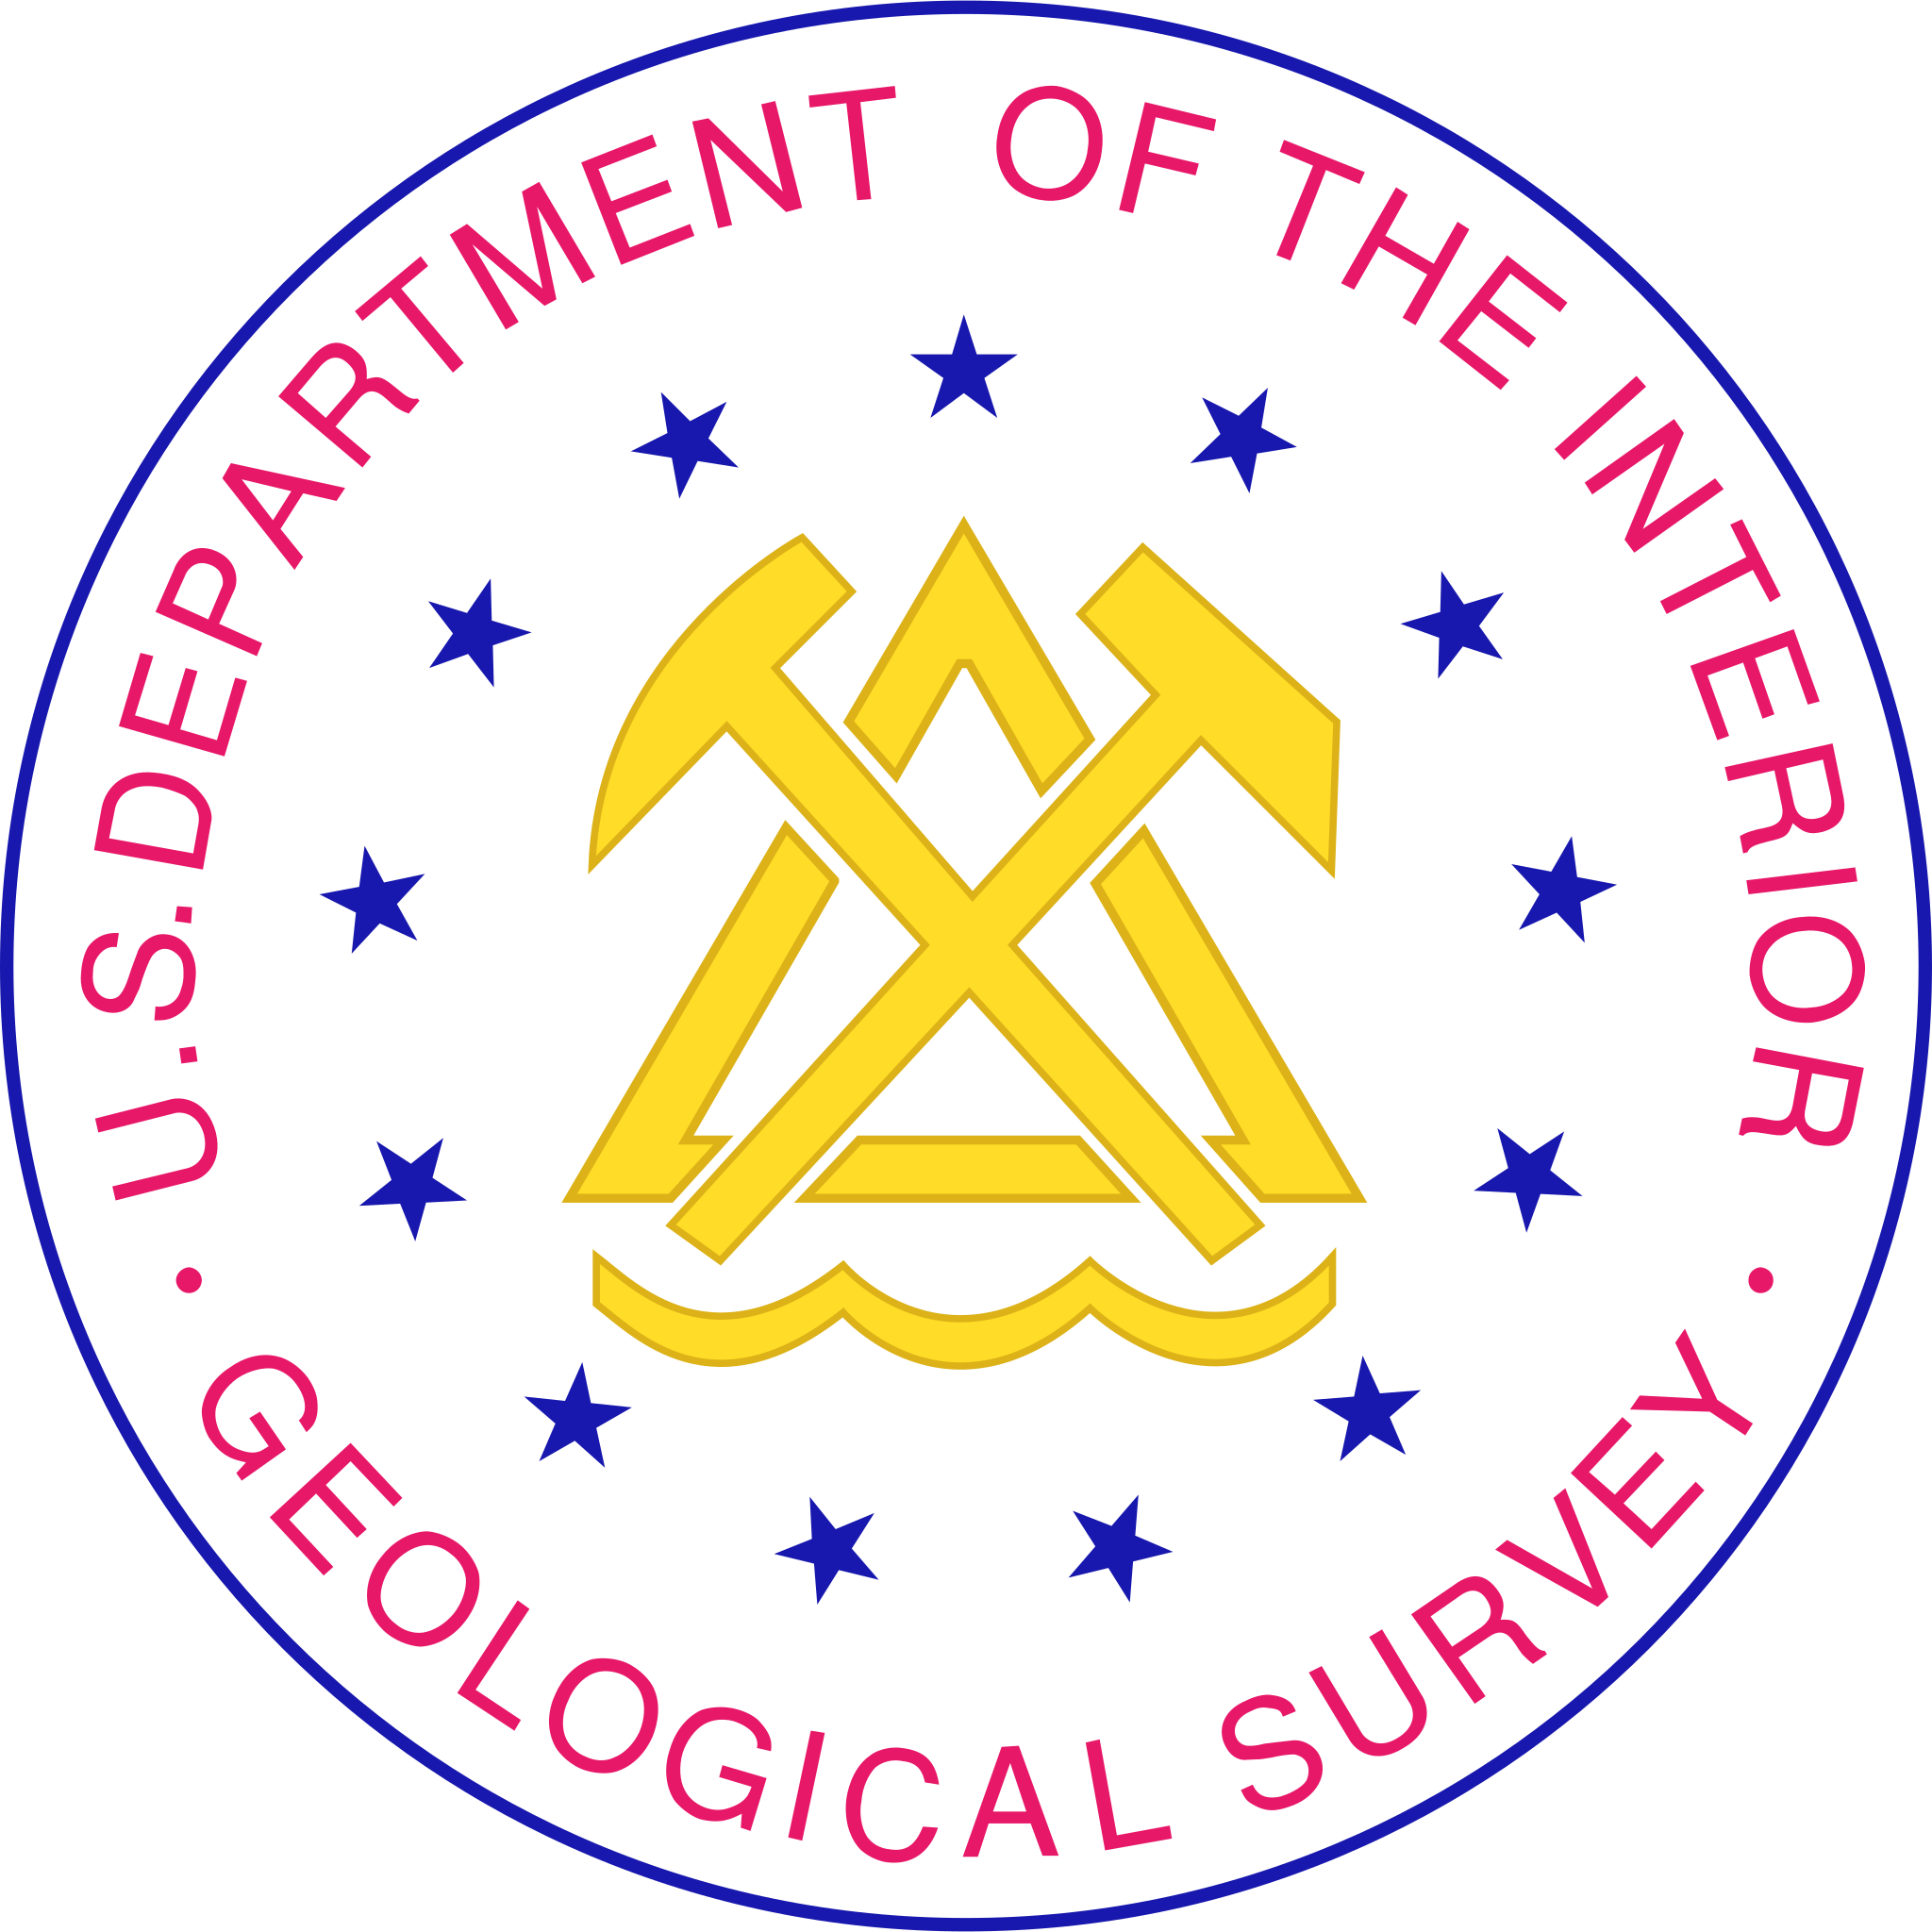 U.S. DEPARTMENT OF THE INTERIOR
• GEOLOGICAL SURVEY •